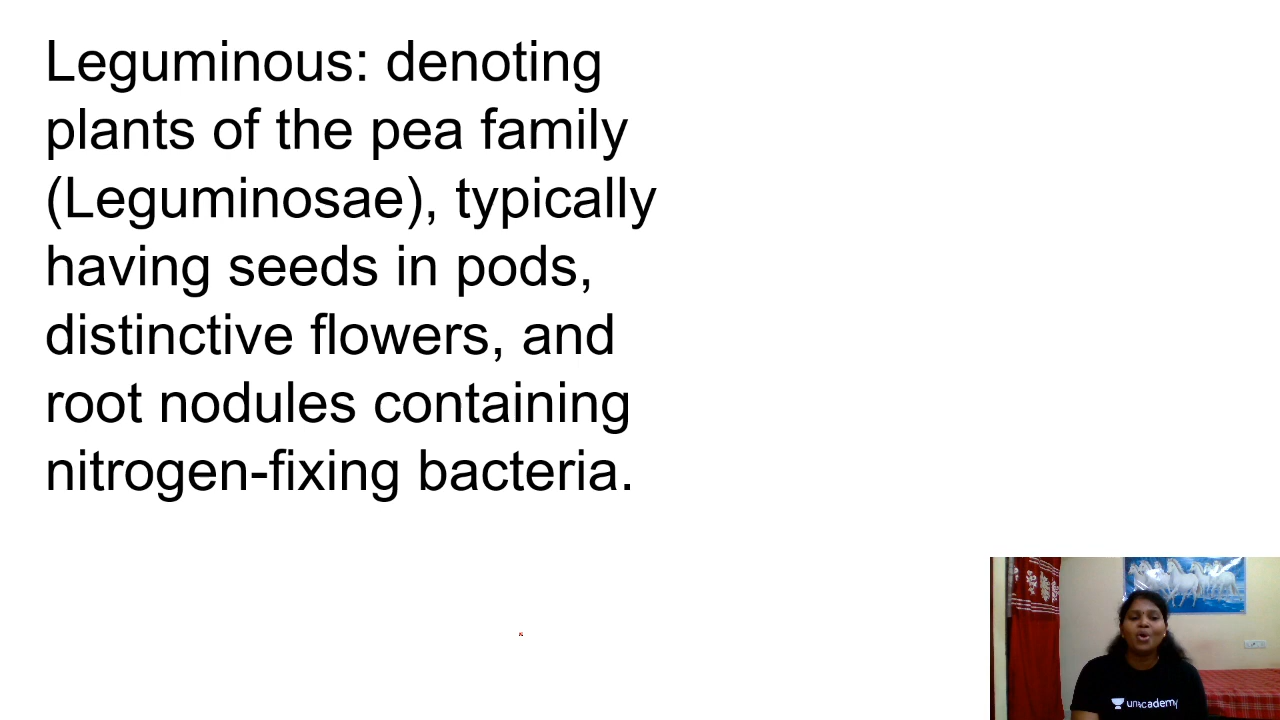 Leguminous: denoting
plants of the pea family
(Leguminosae), typically
having seeds in pods,
distinctive flowers, and
root nodules containing
nitrogen-fixing bacteria.
unacademy